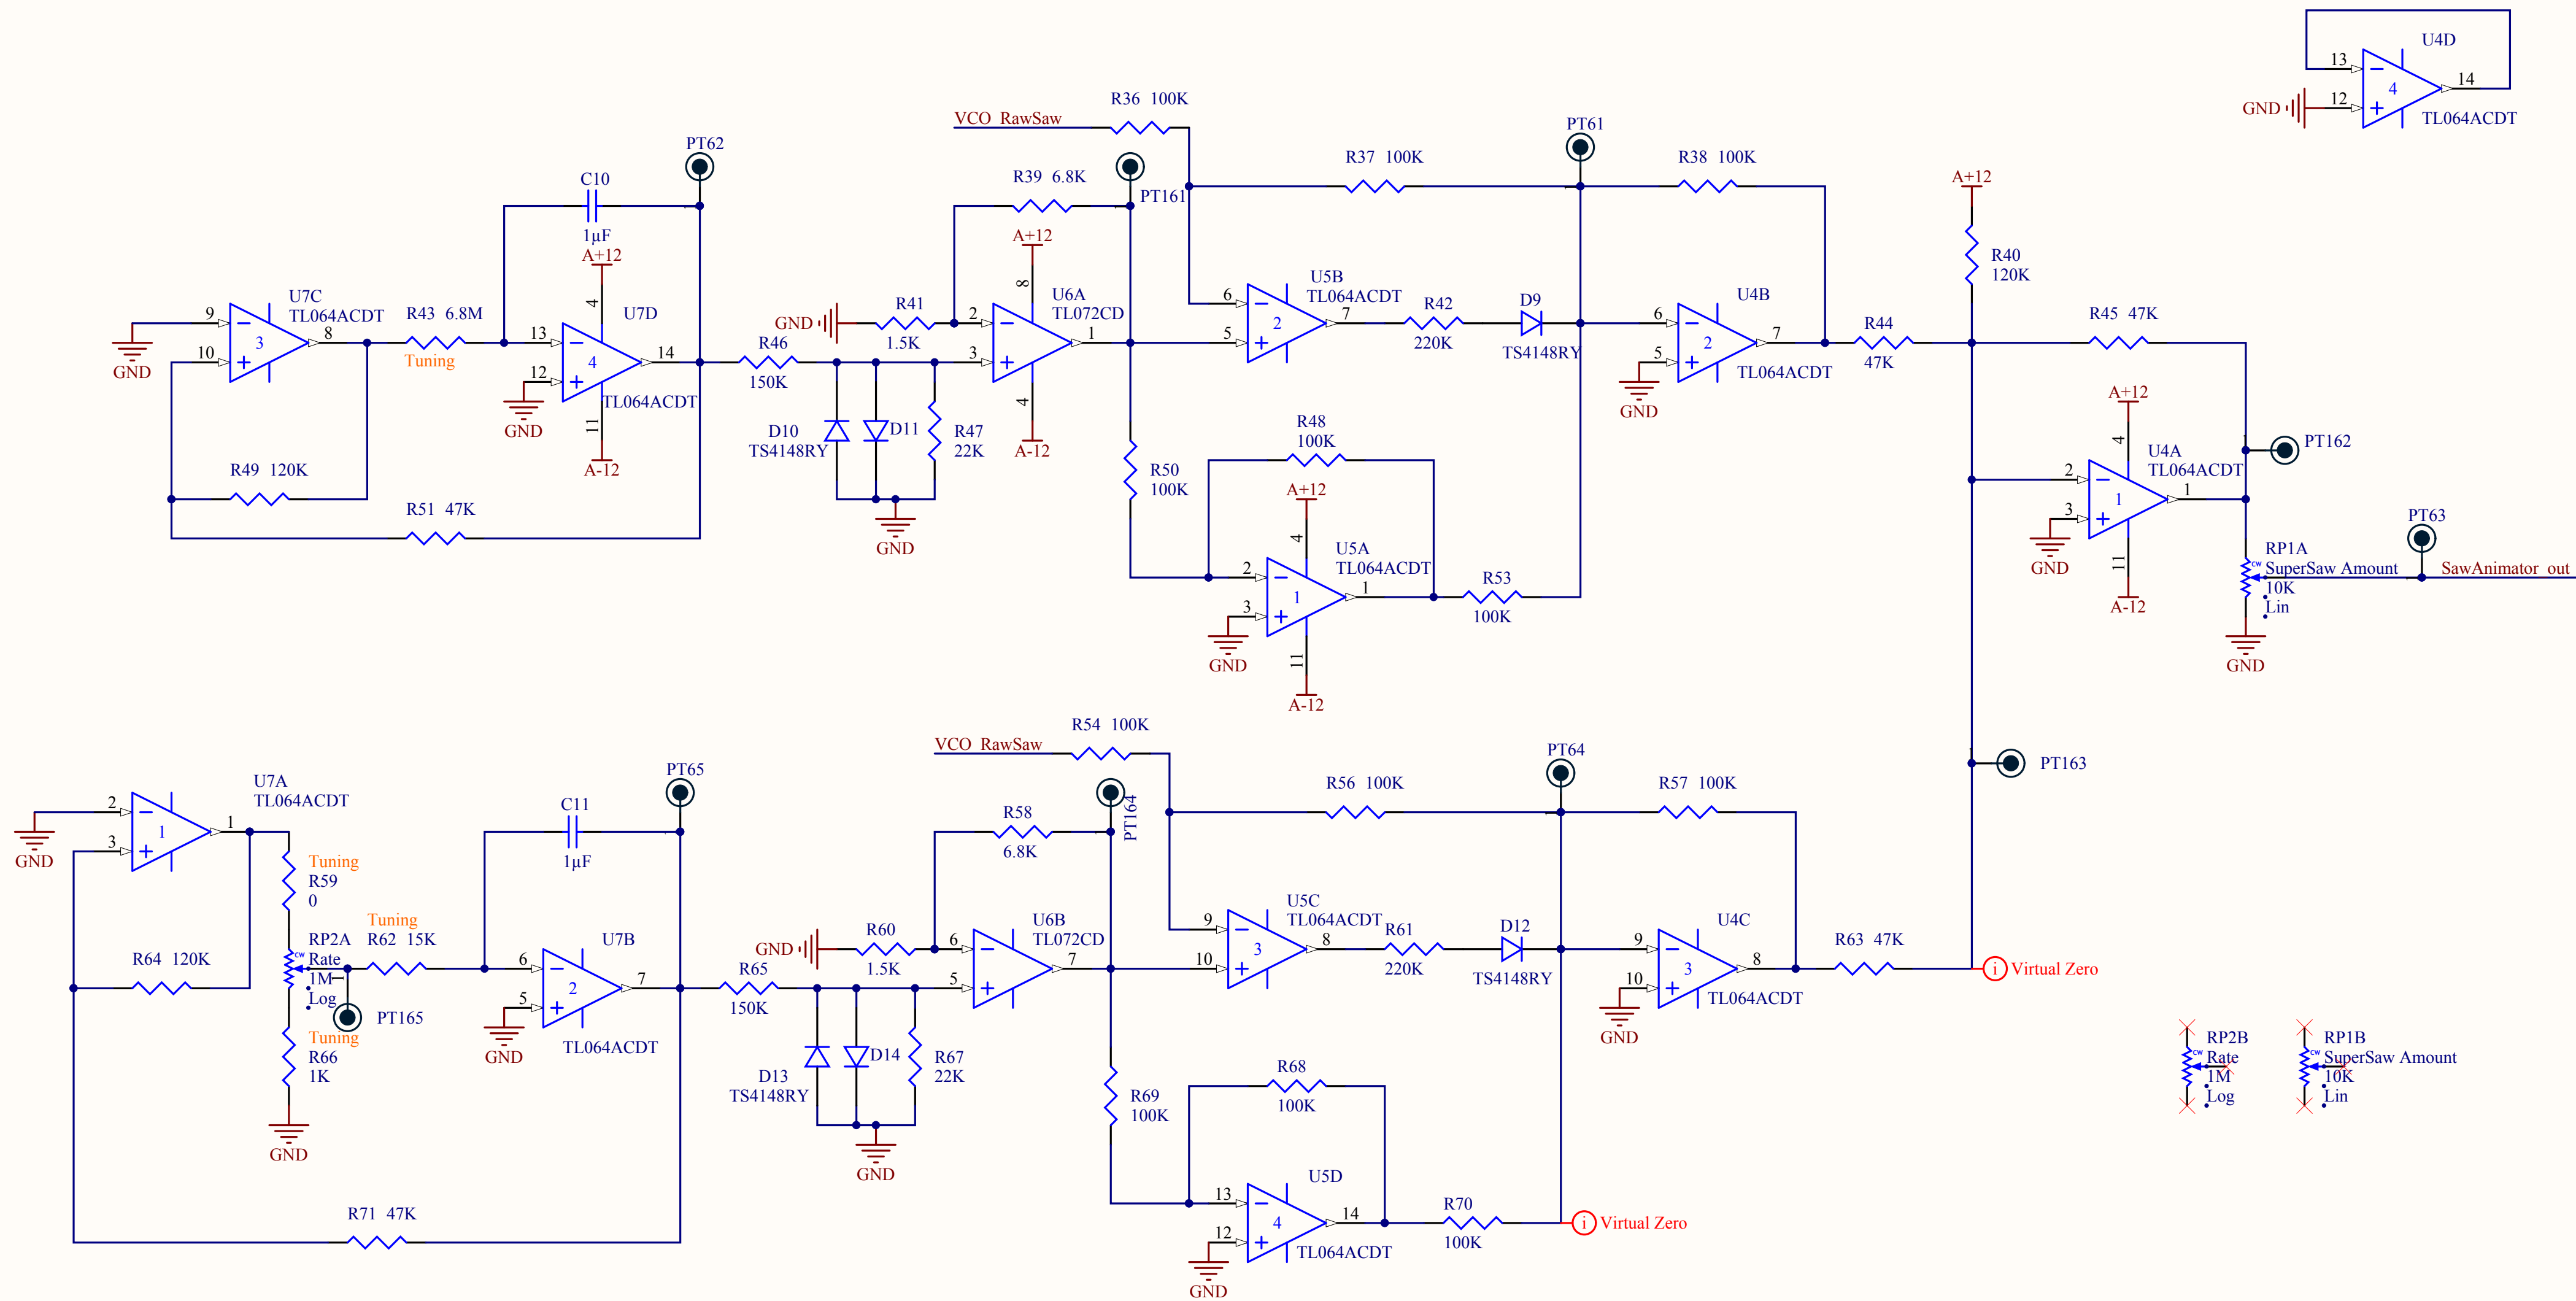 U4D
13
14
4
GND
12
TL064ACDT
R36 100K
VCO_RawSaw
PT61
PT62
R37 100K
R38 100K
C10
R39 6.8K
PT161
A+12
1µF
A+12
A+12
R40
120K
4
8
U5B
TL064ACDT
U7C
TL064ACDT
U7D
U6A
TL072CD
6
R42
D9
U4B
R45 47K
9
R43 6.8M
GND
R41
2
7
6
3
8
13
1.5K
1
2
220K
TS4148RY
2
7
R44
10
Tuning
4
14
R46
3
5
5
47K
GND
12
150K
TL064ACDT
A+12
TL064ACDT
4
GND
GND
11
D10
D11
R47
A-12
R48
PT162
TS4148RY
22K
100K
U4A
TL064ACDT
A-12
R49 120K
R50
2
1
100K
A+12
1
R51 47K
3
PT63
GND
4
U5A
TL064ACDT
GND
11
RP1A
2
R53
CW
SuperSaw Amount
SawAnimator_out
1
1
100K
10K
3
A-12
Lin
GND
11
GND
A-12
R54 100K
VCO_RawSaw
PT64
PT65
PT163
U7A
R56 100K
R57 100K
TL064ACDT
C11
PT164
2
1
R58
1
3
1µF
6.8K
GND
Tuning
R59
0
U5C
TL064ACDT
Tuning
U6B
TL072CD
9
D12
U4C
RP2A
R62 15K
U7B
R60
8
R61
9
R63 47K
CW
Rate
GND
6
3
R64 120K
1M
6
R65
1.5K
7
10
220K
TS4148RY
3
8
Virtual Zero
Log
2
7
5
10
PT165
5
150K
TL064ACDT
Tuning
GND
TL064ACDT
GND
RP2B
RP1B
R66
D13
D14
R67
R68
CW
Rate
CW
SuperSaw Amount
1K
TS4148RY
22K
100K
1M
10K
R69
Log
Lin
100K
GND
GND
U5D
R71 47K
13
14
R70
4
Virtual Zero
12
100K
TL064ACDT
GND